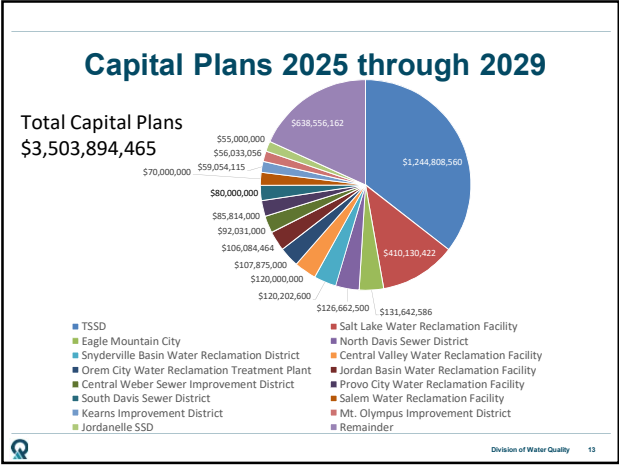 Capital Plans 2025 through 2029
Total Capital Plans
$3,503,894,465
$638,556,162
$1,244,808,560
$55,000,000
$56,033,056
$59,054,115
$70,000,000
$80,000,000
$85,814,000
$92,031,000
$106,084,464
$107,875,000
$120,000,000
$120,202,600
$126,662,500
$131,642,586
$410,130,422
TSSD
Salt Lake Water Reclamation Facility
Eagle Mountain City
North Davis Sewer District
Snyderville Basin Water Reclamation District
Central Valley Water Reclamation Facility
Orem City Water Reclamation Treatment Plant
Jordan Basin Water Reclamation Facility
Central Weber Sewer Improvement District
Provo City Water Reclamation Facility
South Davis Sewer District
Salem Water Reclamation Facility
Kearns Improvement District
Mt. Olympus Improvement District
Jordanelle SSD
Remainder
Division of Water Quality 13